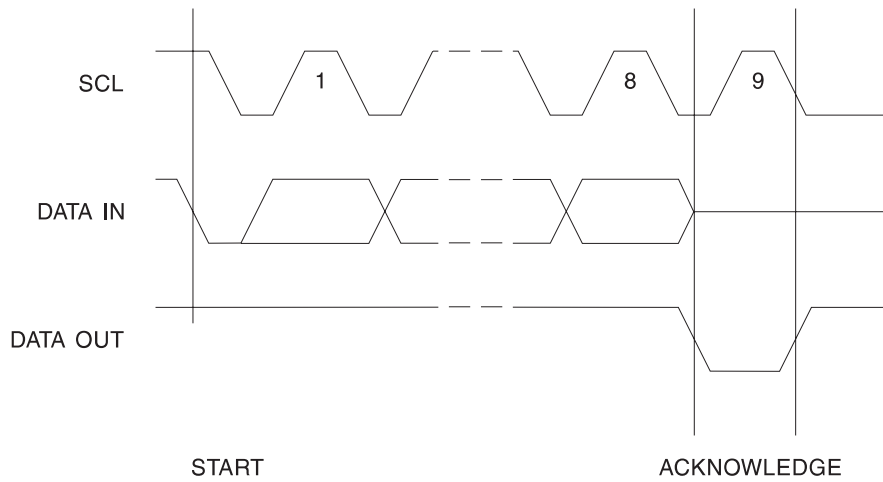 SCL
1
8
9
DATA IN
DATA OUT
START
ACKNOWLEDGE